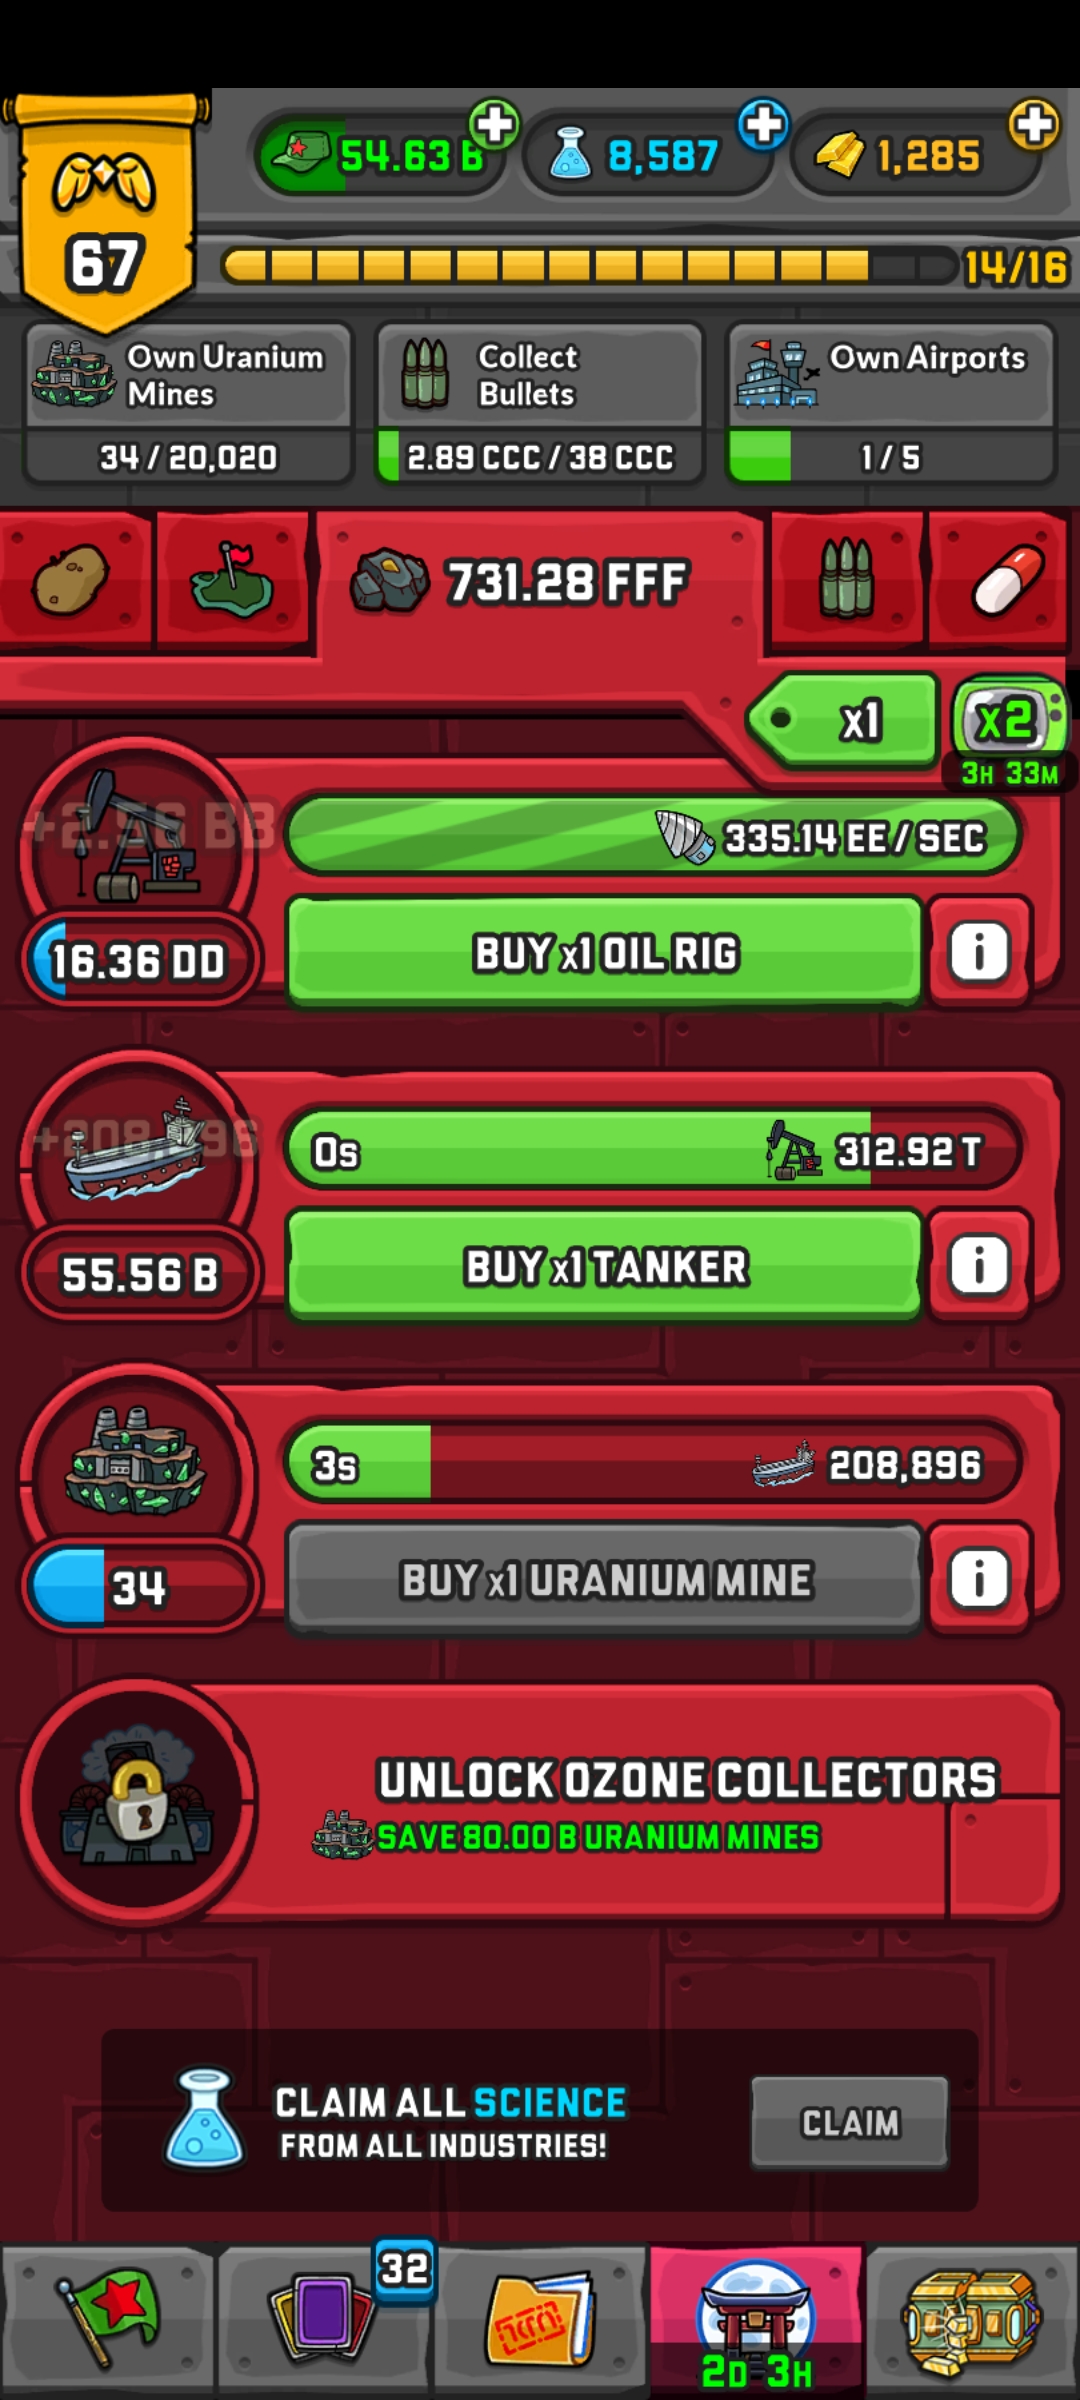 67
54.63 B
8,587
1,285
14/16
Own Uranium
Mines
34 / 20,020
Collect
Bullets
2.89 CCC / 38 CCC
Own Airports
1 / 5
731.28 FFF
x1
x2
3H 33M
335.14 EE / SEC
16.36 DD
BUY x1 OIL RIG
i
0s
312.92 T
55.56 B
BUY x1 TANKER
i
3s
208,896
34
BUY x1 URANIUM MINE
i
UNLOCK OZONE COLLECTORS
SAVE 80.00 B URANIUM MINES
CLAIM ALL SCIENCE
FROM ALL INDUSTRIES!
CLAIM
32
2D 3H